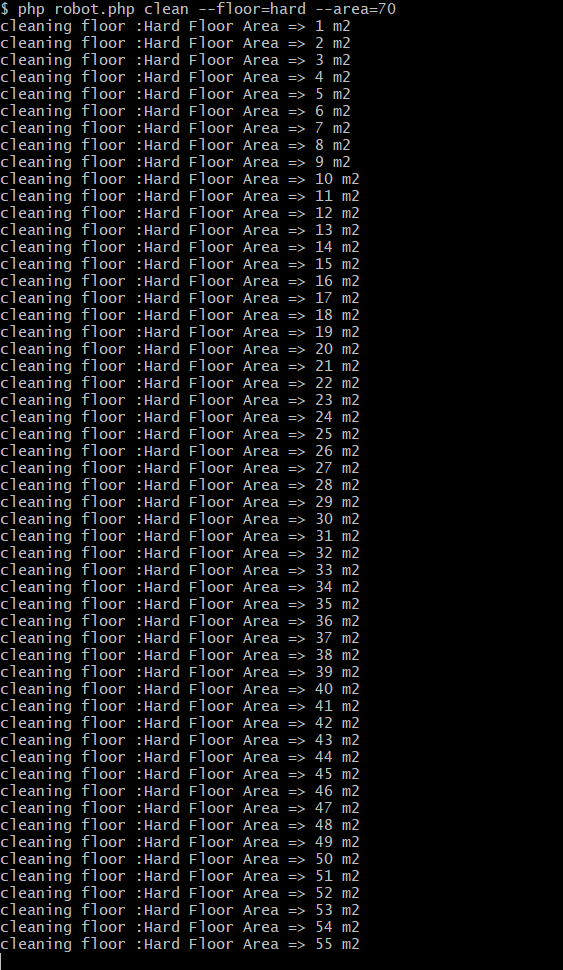 $ php robot.php clean --floor=hard --area=70
cleaning floor :Hard Floor Area => 1 m2
cleaning floor :Hard Floor Area => 2 m2
cleaning floor :Hard Floor Area => 3 m2
cleaning floor :Hard Floor Area => 4 m2
cleaning floor :Hard Floor Area => 5 m2
cleaning floor :Hard Floor Area => 6 m2
cleaning floor :Hard Floor Area => 7 m2
cleaning floor :Hard Floor Area => 8 m2
cleaning floor :Hard Floor Area => 9 m2
cleaning floor :Hard Floor Area => 10 m2
cleaning floor :Hard Floor Area => 11 m2
cleaning floor :Hard Floor Area => 12 m2
cleaning floor :Hard Floor Area => 13 m2
cleaning floor :Hard Floor Area => 14 m2
cleaning floor :Hard Floor Area => 15 m2
cleaning floor :Hard Floor Area => 16 m2
cleaning floor :Hard Floor Area => 17 m2
cleaning floor :Hard Floor Area => 18 m2
cleaning floor :Hard Floor Area => 19 m2
cleaning floor :Hard Floor Area => 20 m2
cleaning floor :Hard Floor Area => 21 m2
cleaning floor :Hard Floor Area => 22 m2
cleaning floor :Hard Floor Area => 23 m2
cleaning floor :Hard Floor Area => 24 m2
cleaning floor :Hard Floor Area => 25 m2
cleaning floor :Hard Floor Area => 26 m2
cleaning floor :Hard Floor Area => 27 m2
cleaning floor :Hard Floor Area => 28 m2
cleaning floor :Hard Floor Area => 29 m2
cleaning floor :Hard Floor Area => 30 m2
cleaning floor :Hard Floor Area => 31 m2
cleaning floor :Hard Floor Area => 32 m2
cleaning floor :Hard Floor Area => 33 m2
cleaning floor :Hard Floor Area => 34 m2
cleaning floor :Hard Floor Area => 35 m2
cleaning floor :Hard Floor Area => 36 m2
cleaning floor :Hard Floor Area => 37 m2
cleaning floor :Hard Floor Area => 38 m2
cleaning floor :Hard Floor Area => 39 m2
cleaning floor :Hard Floor Area => 40 m2
cleaning floor :Hard Floor Area => 41 m2
cleaning floor :Hard Floor Area => 42 m2
cleaning floor :Hard Floor Area => 43 m2
cleaning floor :Hard Floor Area => 44 m2
cleaning floor :Hard Floor Area => 45 m2
cleaning floor :Hard Floor Area => 46 m2
cleaning floor :Hard Floor Area => 47 m2
cleaning floor :Hard Floor Area => 48 m2
cleaning floor :Hard Floor Area => 49 m2
cleaning floor :Hard Floor Area => 50 m2
cleaning floor :Hard Floor Area => 51 m2
cleaning floor :Hard Floor Area => 52 m2
cleaning floor :Hard Floor Area => 53 m2
cleaning floor :Hard Floor Area => 54 m2
cleaning floor :Hard Floor Area => 55 m2